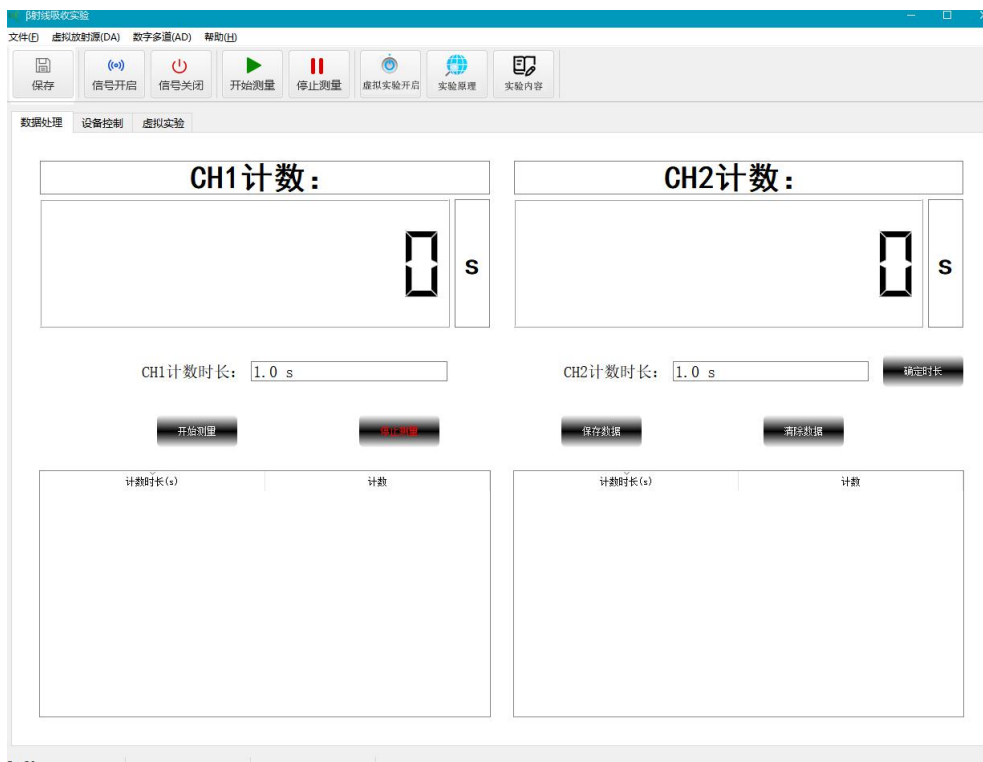 β射线吸收实验
文件(F) 虚拟放射源(DA) 数字多道(AD) 帮助(H)
保存 信号开启 信号关闭 开始测量 停止测量 虚拟实验开启 实验原理 实验内容
数据处理 设备控制 虚拟实验
CH1计数: CH2计数:
0 s 0 s
CH1计数时长: 1.0 s CH2计数时长: 1.0 s 确定时长
开始测量 停止测量 保存数据 清除数据
计数时长(s) 计数 计数时长(s) 计数